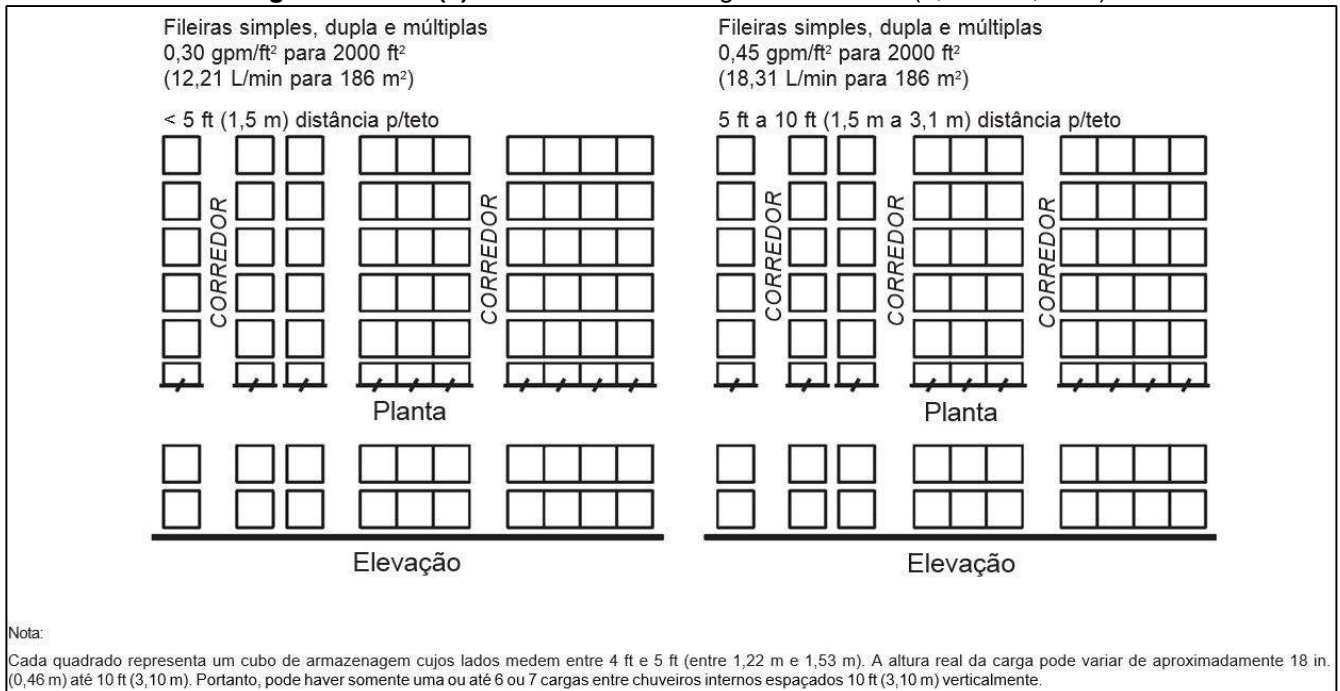 Fileiras simples, dupla e múltiplas
0,30 gpm/ft² para 2000 ft²
(12,21 L/min para 186 m²)
< 5 ft (1,5 m) distância p/teto
CORREDOR
CORREDOR
Planta
Elevação
Fileiras simples, dupla e múltiplas
0,45 gpm/ft² para 2000 ft²
(18,31 L/min para 186 m²)
5 ft a 10 ft (1,5 m a 3,1 m) distância p/teto
CORREDOR
CORREDOR
CORREDOR
Planta
Elevação
Nota:
Cada quadrado representa um cubo de armazenagem cujos lados medem entre 4 ft e 5 ft (entre 1,22 m e 1,53 m). A altura real da carga pode variar de aproximadamente 18 in.
(0,46 m) até 10 ft (3,10 m). Portanto, pode haver somente uma ou até 6 ou 7 cargas entre chuveiros internos espaçados 10 ft (3,10 m) verticalmente.